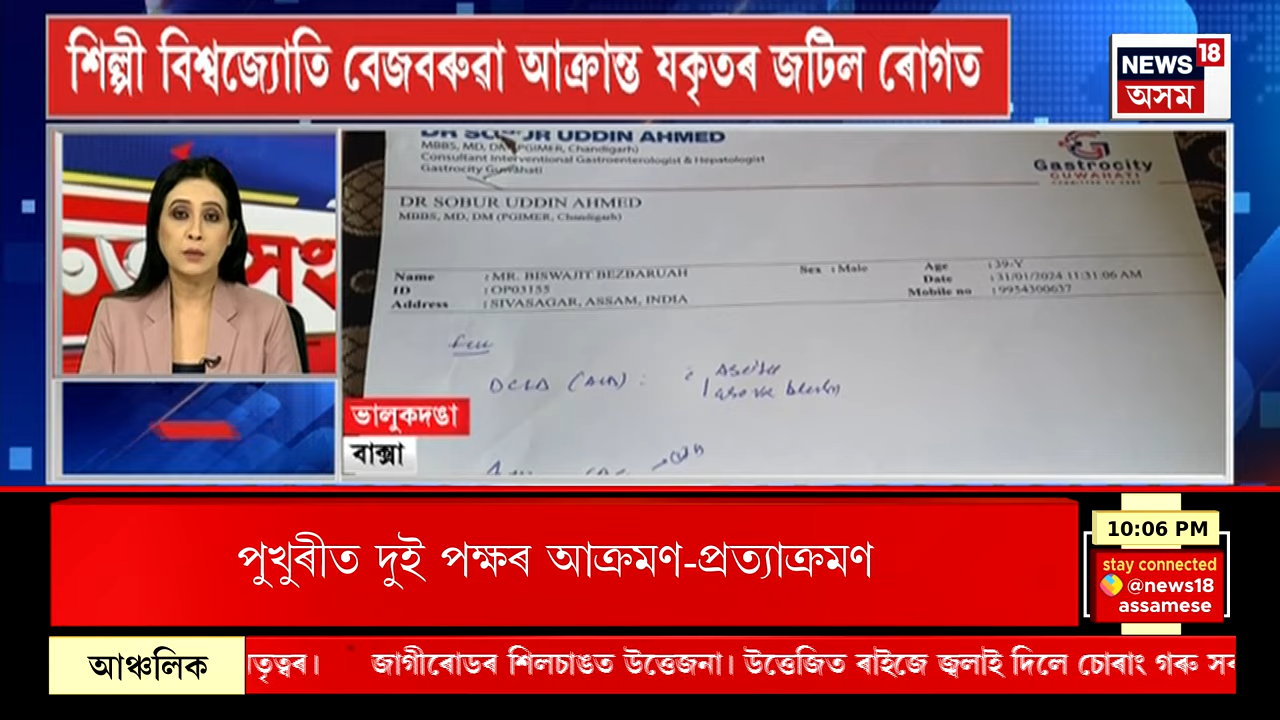 শিল্পী বিশ্বজ্যোতি বেজবৰুৱা আক্ৰান্ত যকৃতৰ জটিল ৰোগত
NEWS 18
অসম
DR SOBUR UDDIN AHMED
MBBS, MD, DM (PGIMER, Chandigarh)
Consultant Interventional Gastroenterologist & Hepatologist
Gastrocity Guwahati
Gastrocity
GUWAHATI
DR SOBUR UDDIN AHMED
MBBS, MD, DM (PGIMER, Chandigarh)
Name : MR. BISWAJIT BEZBARUAH Sex : Male Age : 39-Y
ID : OP03155 Date : 31/01/2024 11:31:06 AM
Address : SIVASAGAR, ASSAM, INDIA Mobile no : 9954300637
ভালুকদঙা
বাক্সা
পুখুৰীত দুই পক্ষৰ আক্ৰমণ-প্ৰত্যাক্ৰমণ
10:06 PM
stay connected
@news18
assamese
আঞ্চলিক
জাগীৰোডৰ শিলচাঙত উত্তেজনা। উত্তেজিত ৰাইজে জ্বলাই দিলে চোৰাং গৰু